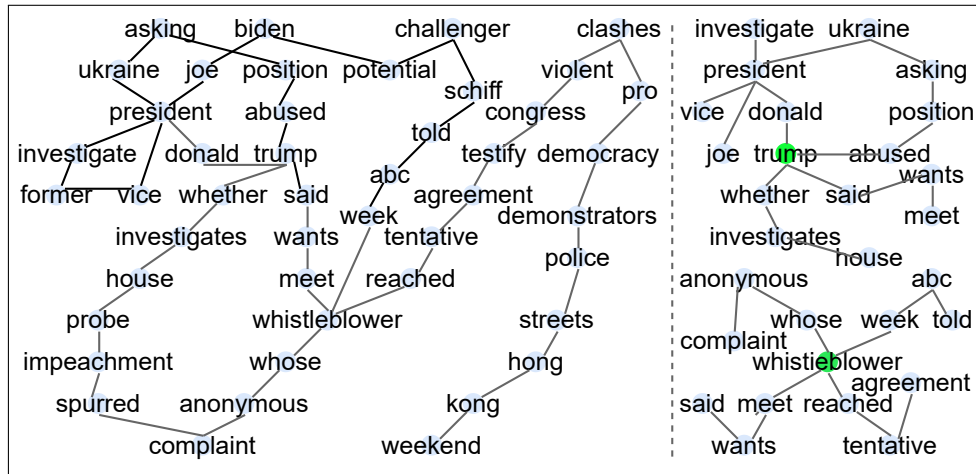 asking biden challenger clashes
ukraine joe position potential violent
schiff pro
president abused congress
told
investigate donald trump testify democracy
abc
former vice whether said agreement
week demonstrators
investigates wants tentative
police
house meet reached
probe whistleblower streets
impeachment whose hong
spurred anonymous kong
complaint weekend
investigate ukraine
president asking
vice donald position
joe trump abused
wants
whether said
meet
investigates
house
anonymous abc
whose week told
complaint
whistleblower
agreement
said meet reached
wants tentative